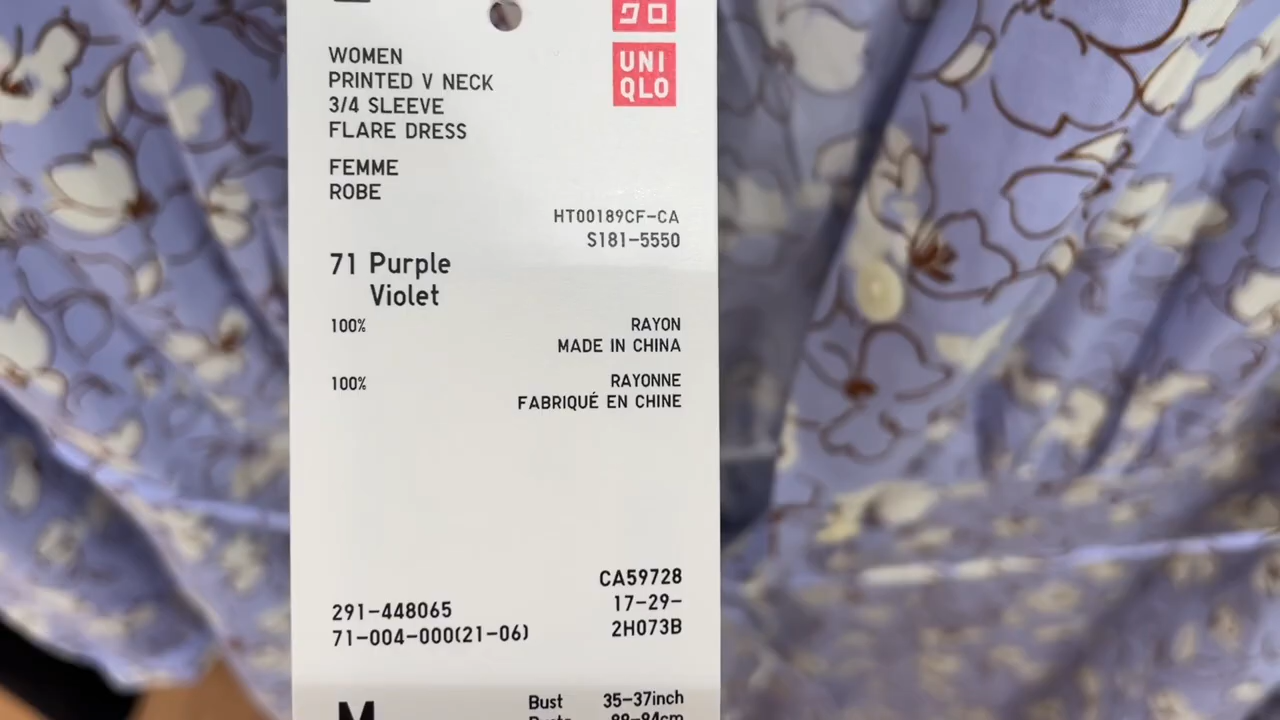 UNI
QLO
WOMEN
PRINTED V NECK
3/4 SLEEVE
FLARE DRESS
FEMME
ROBE
HT00189CF-CA
S181-5550
71 Purple
Violet
100% RAYON
MADE IN CHINA
100% RAYONNE
FABRIQUÉ EN CHINE
CA59728
291-448065 17-29-
71-004-000(21-06) 2H073B
M Bust 35-37inch